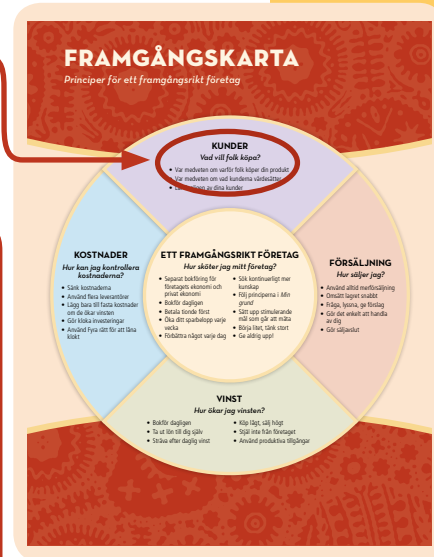 FRAMGÅNGSKARTA
Principer för ett framgångsrikt företag
KUNDER
Vad vill folk köpa?
• Var medveten om varför folk köper din produkt
• Var medveten om vad kunderna värdesätter
av dina kunder
KOSTNADER
Hur kan jag kontrollera
kostnaderna?
• Sänk kostnaderna
• Använd flera leverantörer
• Lägg bara till fasta kostnader
om de ökar vinsten
• Gör kloka investeringar
• Använd Fyra rätt för att låna
klokt
ETT FRAMGÅNGSRIKT FÖRETAG
Hur sköter jag mitt företag?
• Separat bokföring för
företagets ekonomi och
privat ekonomi
• Bokför dagligen
• Betala tionde först
• Öka ditt sparbelopp varje
vecka
• Förbättra något varje dag
• Sök kontinuerligt mer
kunskap
• Följ principerna i Min
grund
• Sätt upp stimulerande
mål som går att mäta
• Börja litet, tänk stort
• Ge aldrig upp!
FÖRSÄLJNING
Hur säljer jag?
• Använd alltid merförsäljning
• Omsätt lagret snabbt
• Fråga, lyssna, ge förslag
• Gör det enkelt att handla
av dig
• Gör säljavslut
VINST
Hur ökar jag vinsten?
• Bokför dagligen
• Ta ut lön till dig själv
• Sträva efter daglig vinst
• Köp lågt, sälj högt
• Stjäl inte från företaget
• Använd produktiva tillgångar